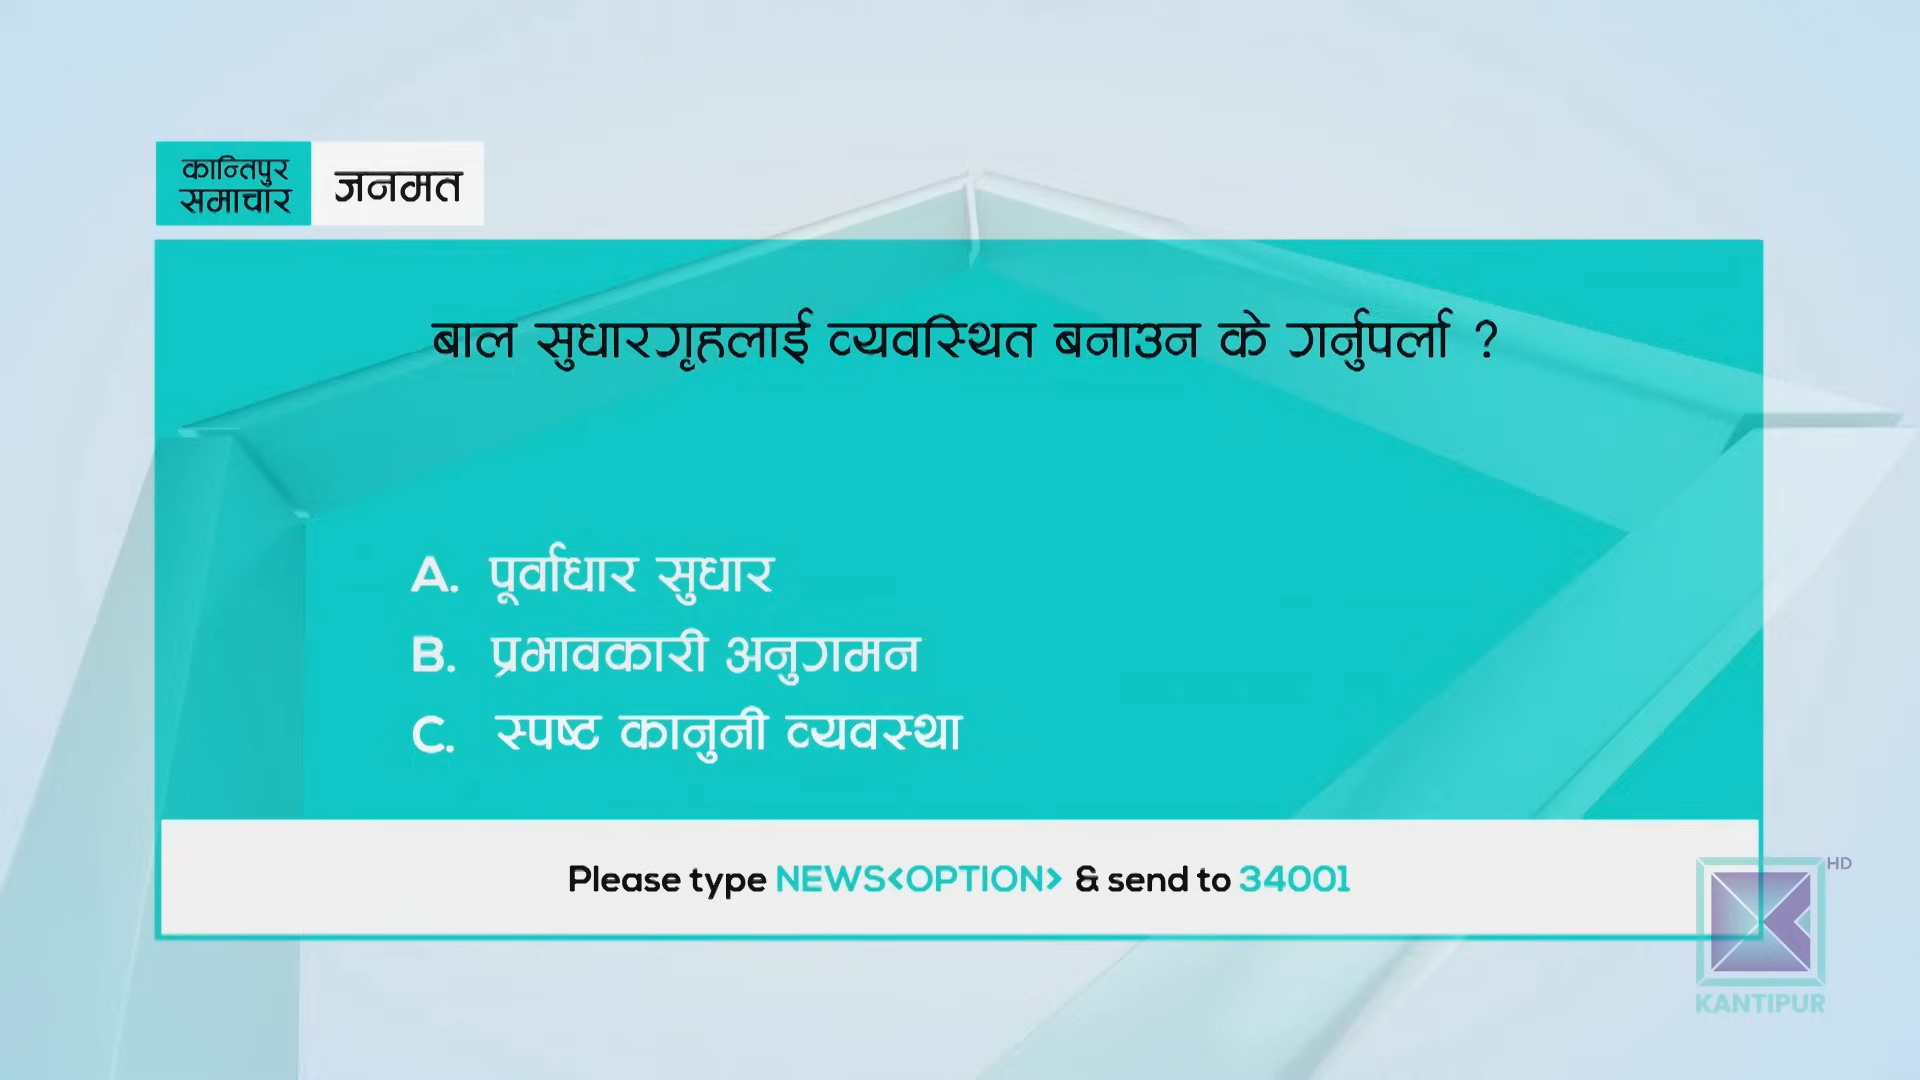 कान्तिपुर
समाचार
जनमत
बाल सुधारगृहलाई व्यवस्थित बनाउन के गर्नुपर्ला ?
A. पूर्वाधार सुधार
B. प्रभावकारी अनुगमन
C. स्पष्ट कानुनी व्यवस्था
Please type NEWS<OPTION> & send to 34001
HD
KANTIPUR